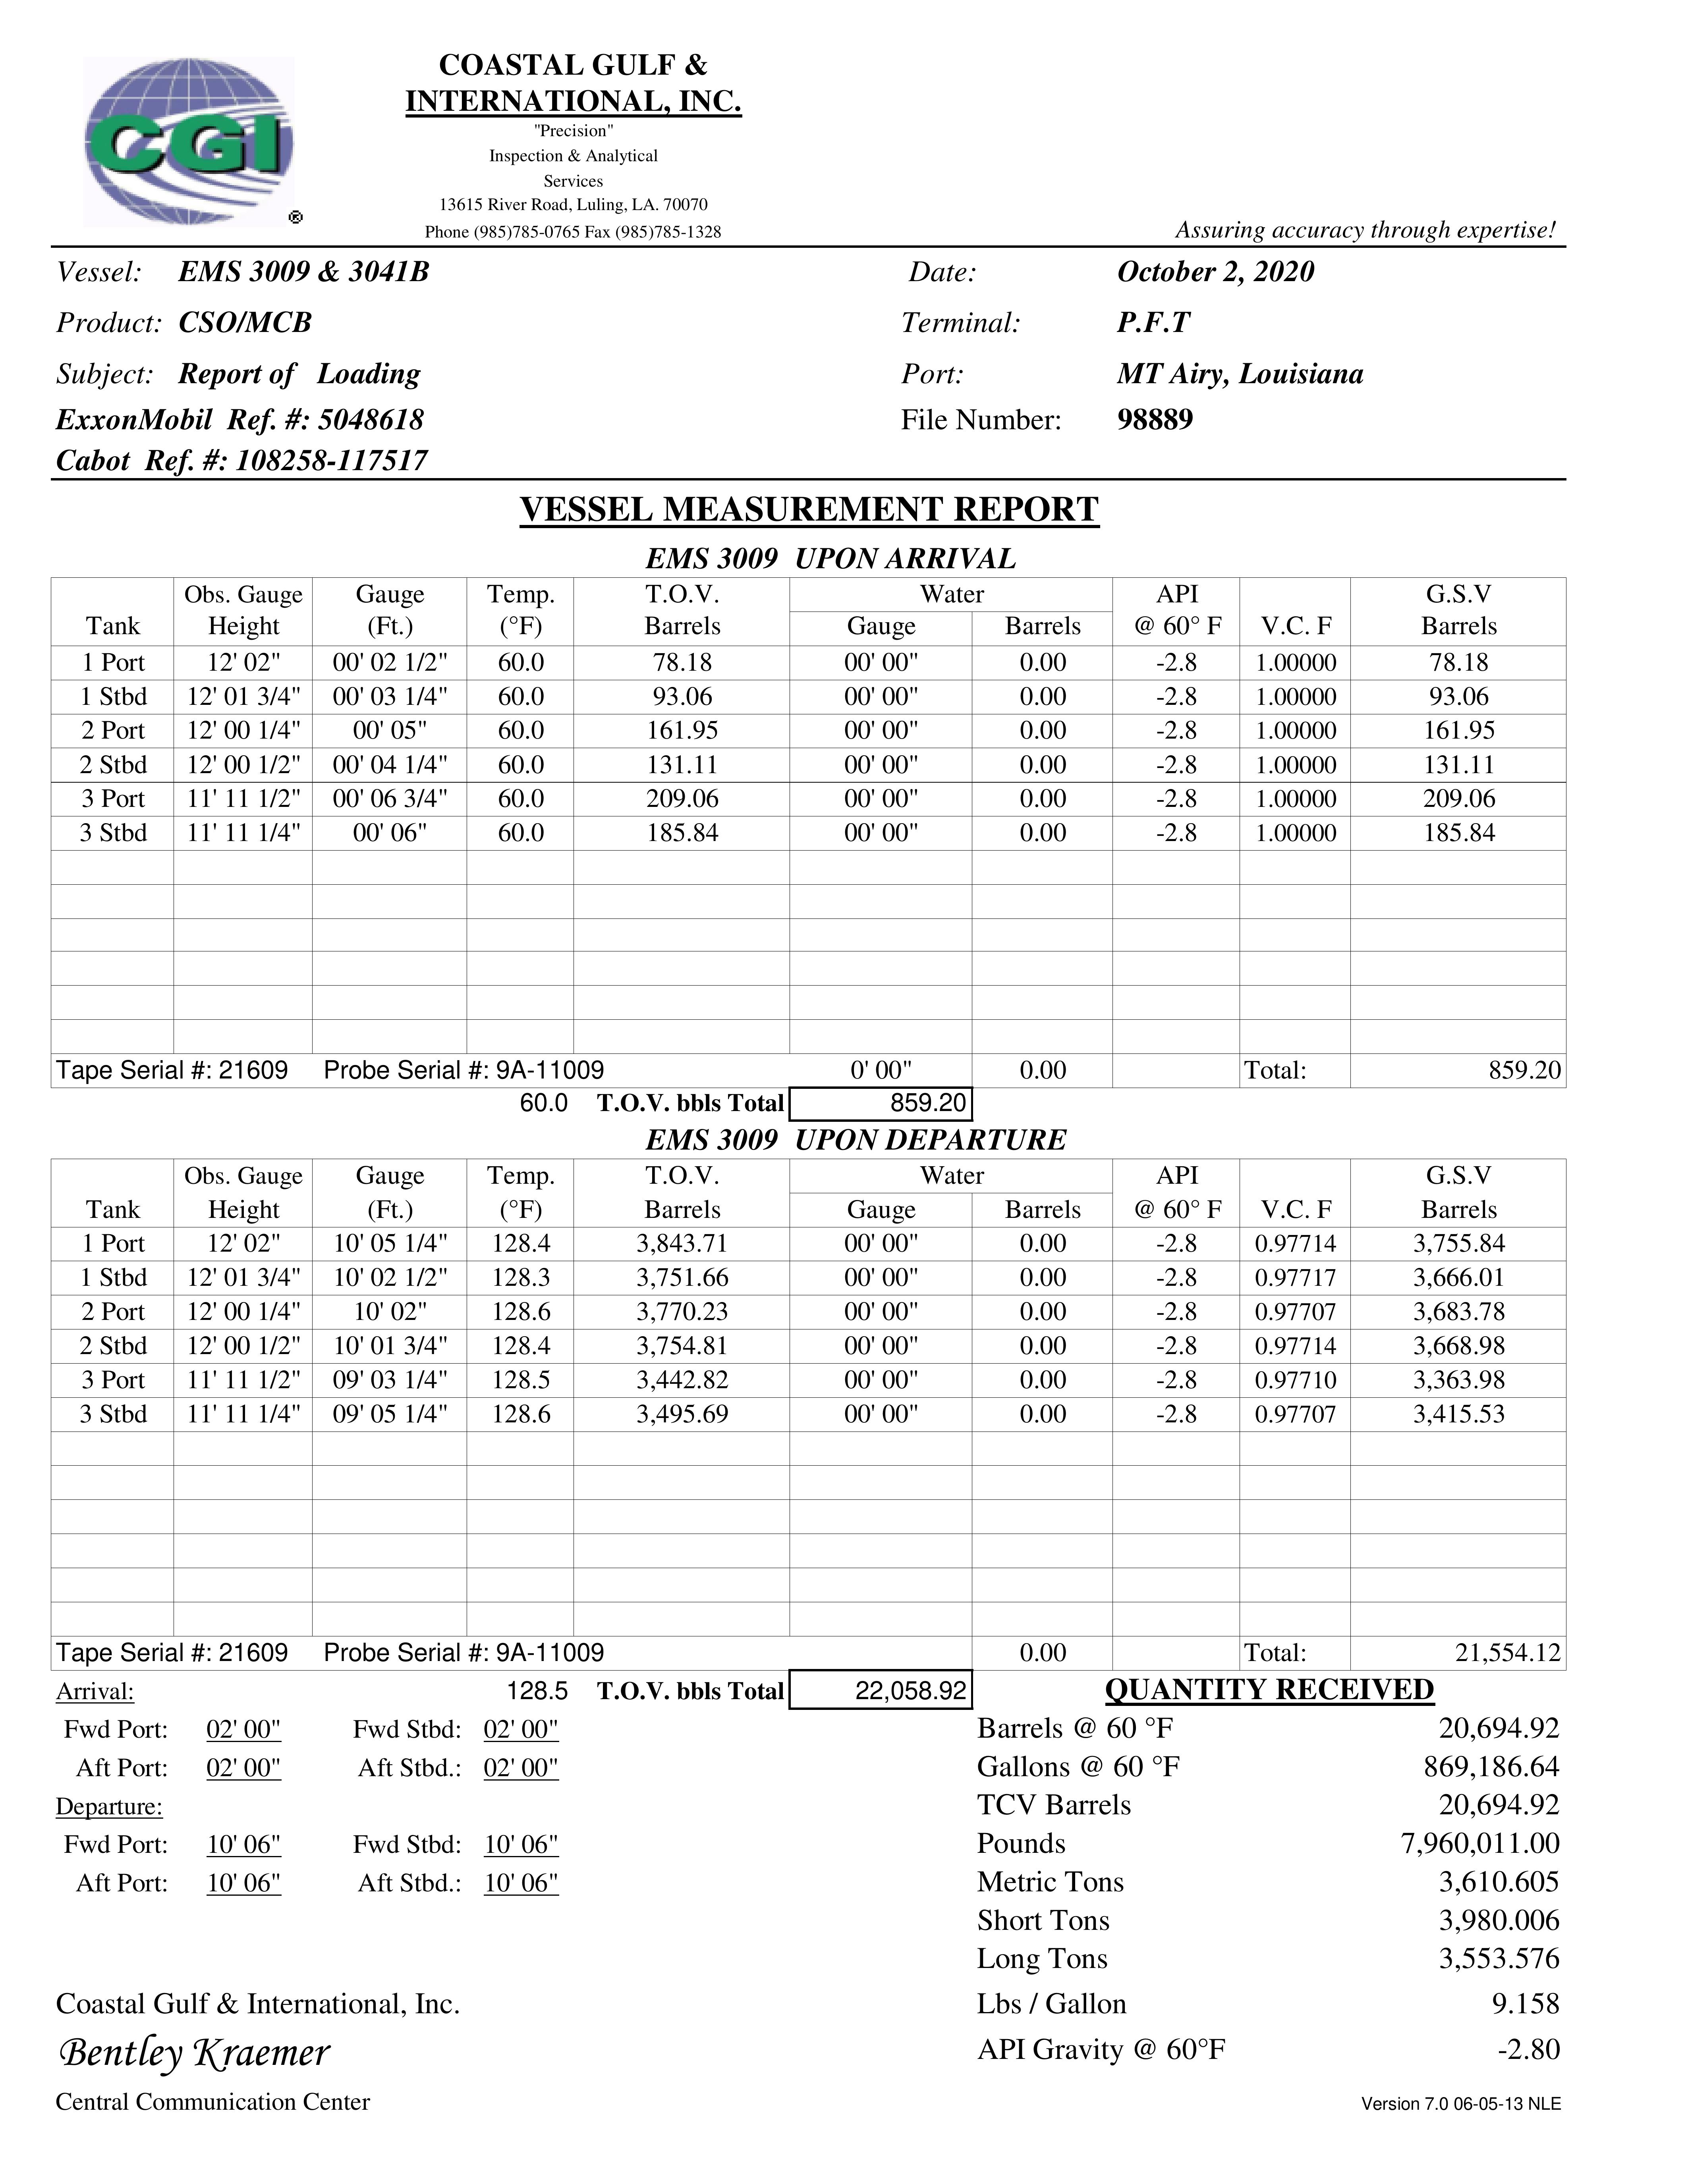 CGI
®
COASTAL GULF &
INTERNATIONAL, INC.
"Precision"
Inspection & Analytical
Services
13615 River Road, Luling, LA. 70070
Phone (985)785-0765 Fax (985)785-1328
Assuring accuracy through expertise!
Vessel: EMS 3009 & 3041B Date: October 2, 2020
Product: CSO/MCB Terminal: P.F.T
Subject: Report of Loading Port: MT Airy, Louisiana
ExxonMobil Ref. #: 5048618 File Number: 98889
Cabot Ref. #: 108258-117517
VESSEL MEASUREMENT REPORT
EMS 3009 UPON ARRIVAL
Obs. Gauge Gauge Temp. T.O.V. Water API G.S.V
Tank Height (Ft.) (°F) Barrels Gauge Barrels @ 60° F V.C. F Barrels
1 Port 12' 02" 00' 02 1/2" 60.0 78.18 00' 00" 0.00 -2.8 1.00000 78.18
1 Stbd 12' 01 3/4" 00' 03 1/4" 60.0 93.06 00' 00" 0.00 -2.8 1.00000 93.06
2 Port 12' 00 1/4" 00' 05" 60.0 161.95 00' 00" 0.00 -2.8 1.00000 161.95
2 Stbd 12' 00 1/2" 00' 04 1/4" 60.0 131.11 00' 00" 0.00 -2.8 1.00000 131.11
3 Port 11' 11 1/2" 00' 06 3/4" 60.0 209.06 00' 00" 0.00 -2.8 1.00000 209.06
3 Stbd 11' 11 1/4" 00' 06" 60.0 185.84 00' 00" 0.00 -2.8 1.00000 185.84
Tape Serial #: 21609 Probe Serial #: 9A-11009 0' 00" 0.00 Total: 859.20
60.0 T.O.V. bbls Total 859.20
EMS 3009 UPON DEPARTURE
Obs. Gauge Gauge Temp. T.O.V. Water API G.S.V
Tank Height (Ft.) (°F) Barrels Gauge Barrels @ 60° F V.C. F Barrels
1 Port 12' 02" 10' 05 1/4" 128.4 3,843.71 00' 00" 0.00 -2.8 0.97714 3,755.84
1 Stbd 12' 01 3/4" 10' 02 1/2" 128.3 3,751.66 00' 00" 0.00 -2.8 0.97717 3,666.01
2 Port 12' 00 1/4" 10' 02" 128.6 3,770.23 00' 00" 0.00 -2.8 0.97707 3,683.78
2 Stbd 12' 00 1/2" 10' 01 3/4" 128.4 3,754.81 00' 00" 0.00 -2.8 0.97714 3,668.98
3 Port 11' 11 1/2" 09' 03 1/4" 128.5 3,442.82 00' 00" 0.00 -2.8 0.97710 3,363.98
3 Stbd 11' 11 1/4" 09' 05 1/4" 128.6 3,495.69 00' 00" 0.00 -2.8 0.97707 3,415.53
Tape Serial #: 21609 Probe Serial #: 9A-11009 0.00 Total: 21,554.12
Arrival: 128.5 T.O.V. bbls Total 22,058.92 QUANTITY RECEIVED
Fwd Port: 02' 00" Fwd Stbd: 02' 00" Barrels @ 60 °F 20,694.92
Aft Port: 02' 00" Aft Stbd.: 02' 00" Gallons @ 60 °F 869,186.64
Departure: TCV Barrels 20,694.92
Fwd Port: 10' 06" Fwd Stbd: 10' 06" Pounds 7,960,011.00
Aft Port: 10' 06" Aft Stbd.: 10' 06" Metric Tons 3,610.605
Short Tons 3,980.006
Long Tons 3,553.576
Coastal Gulf & International, Inc. Lbs / Gallon 9.158
Bentley Kraemer API Gravity @ 60°F -2.80
Central Communication Center Version 7.0 06-05-13 NLE